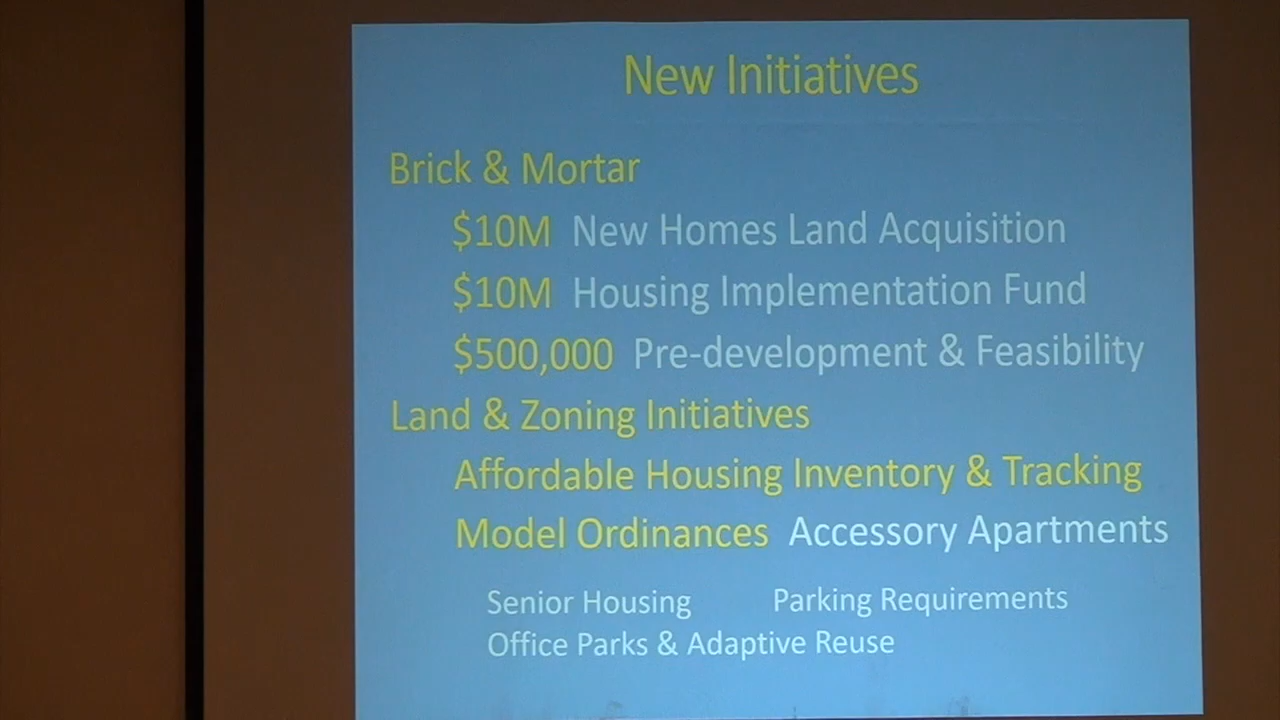 New Initiatives
Brick & Mortar
$10M New Homes Land Acquisition
$10M Housing Implementation Fund
$500,000 Pre-development & Feasibility
Land & Zoning Initiatives
Affordable Housing Inventory & Tracking
Model Ordinances Accessory Apartments
Senior Housing Parking Requirements
Office Parks & Adaptive Reuse